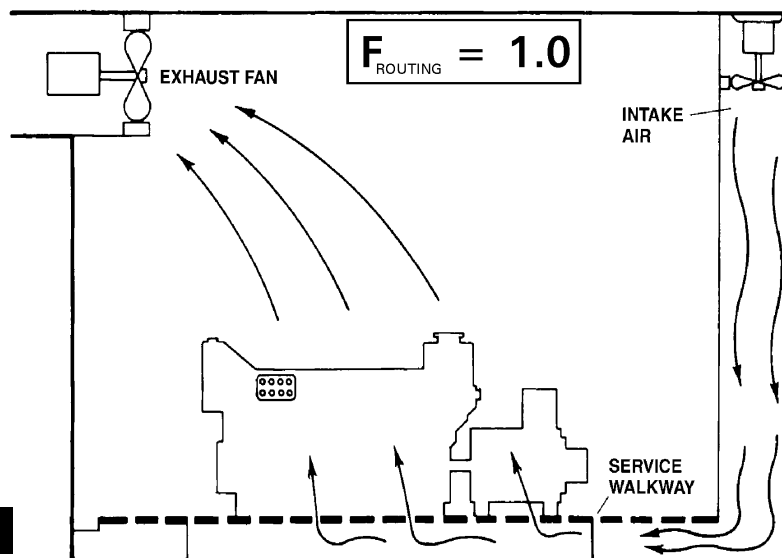 F ROUTING = 1.0
EXHAUST FAN
INTAKE
AIR
SERVICE
WALKWAY